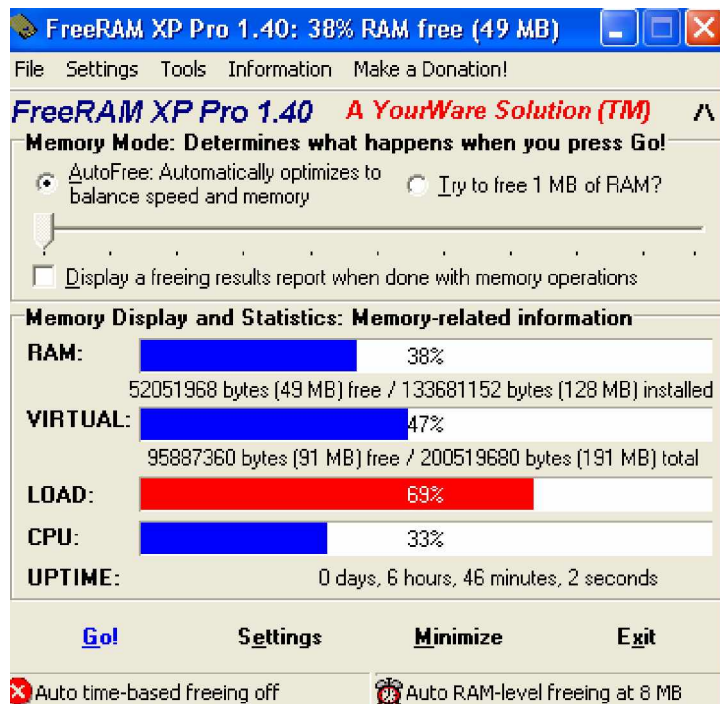 FreeRAM XP Pro 1.40: 38% RAM free (49 MB)
File Settings Tools Information Make a Donation!
FreeRAM XP Pro 1.40 A YourWare Solution (TM) /\
Memory Mode: Determines what happens when you press Go!
AutoFree: Automatically optimizes to
balance speed and memory
Try to free 1 MB of RAM?
Display a freeing results report when done with memory operations
Memory Display and Statistics: Memory-related information
RAM: 38%
52051968 bytes (49 MB) free / 133681152 bytes (128 MB) installed
VIRTUAL: 47%
95887360 bytes (91 MB) free / 200519680 bytes (191 MB) total
LOAD: 69%
CPU: 33%
UPTIME: 0 days, 6 hours, 46 minutes, 2 seconds
Go! Settings Minimize Exit
Auto time-based freeing off Auto RAM-level freeing at 8 MB